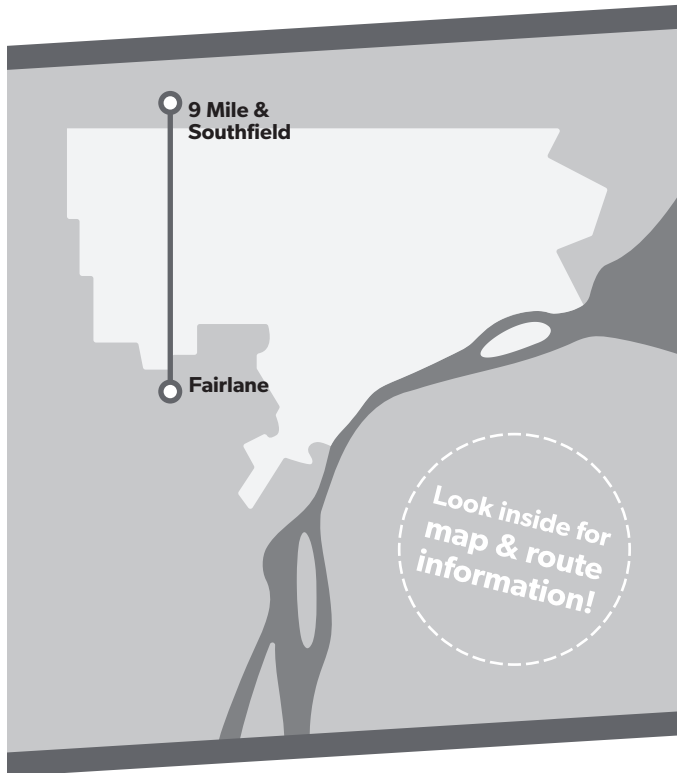 9 Mile &
Southfield
Fairlane
Look inside for
map & route
information!